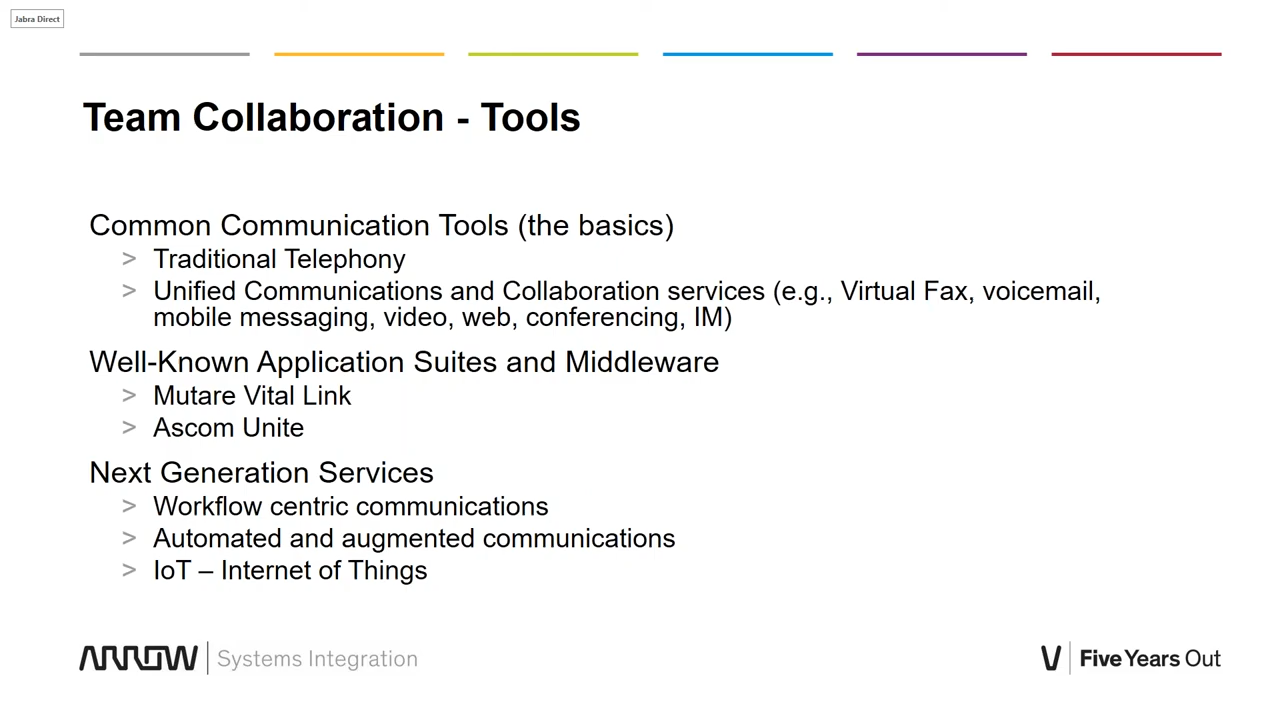 Jabra Direct
Team Collaboration - Tools
Common Communication Tools (the basics)
> Traditional Telephony
> Unified Communications and Collaboration services (e.g., Virtual Fax, voicemail,
mobile messaging, video, web, conferencing, IM)
Well-Known Application Suites and Middleware
> Mutare Vital Link
> Ascom Unite
Next Generation Services
> Workflow centric communications
> Automated and augmented communications
> IoT – Internet of Things
ARROW Systems Integration
Five Years Out